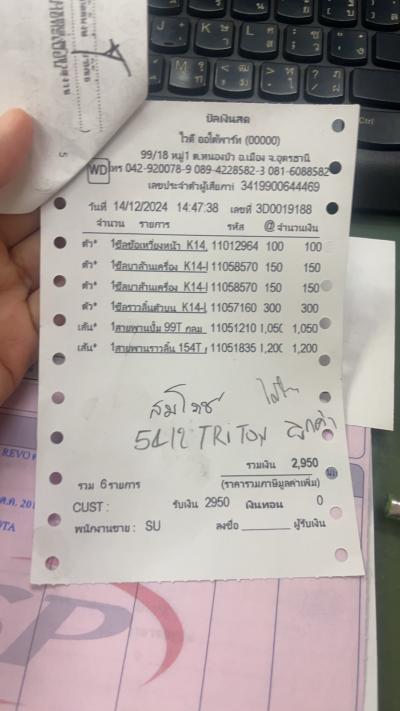 บิลเงินสด
ไวดี ออโต้พาร์ท (00000)
99/18 หมู่1 ต.หนองบัว อ.เมือง จ.อุดรธานี
WD โทร 042-920078-9 089-4228582-3 081-6088582
เลขประจำตัวผู้เสียภาษี 3419900644469
วันที่ 14/12/2024 14:47:38 เลขที่ 3D0019188
จำนวน รายการ รหัส @ จำนวนเงิน
ตัว* 1ซีลข้อเหวี่ยงหน้า K14, 11012964 100 100
ตัว* 1ซีลบาล้านเครื่อง K14-I 11058570 150 150
ตัว* 1ซีลบาล้านเครื่อง K14-I 11058570 150 150
ตัว* 1ซีลราวลิ้นตัวบน K14-L 11057160 300 300
เส้น* 1สายพานปั๊ม 99T กลม 11051210 1,050 1,050
เส้น* 1สายพานราวลิ้น 154T 11051835 1,200 1,200
สมโภช
5412 TRITON ลูกค้า
รวมเงิน 2,950
รวม 6รายการ (ราคารวมภาษีมูลค่าเพิ่ม)
CUST : รับเงิน 2950 เงินทอน 0
พนักงานขาย : SU ลงชื่อ ผู้รับเงิน
REVO